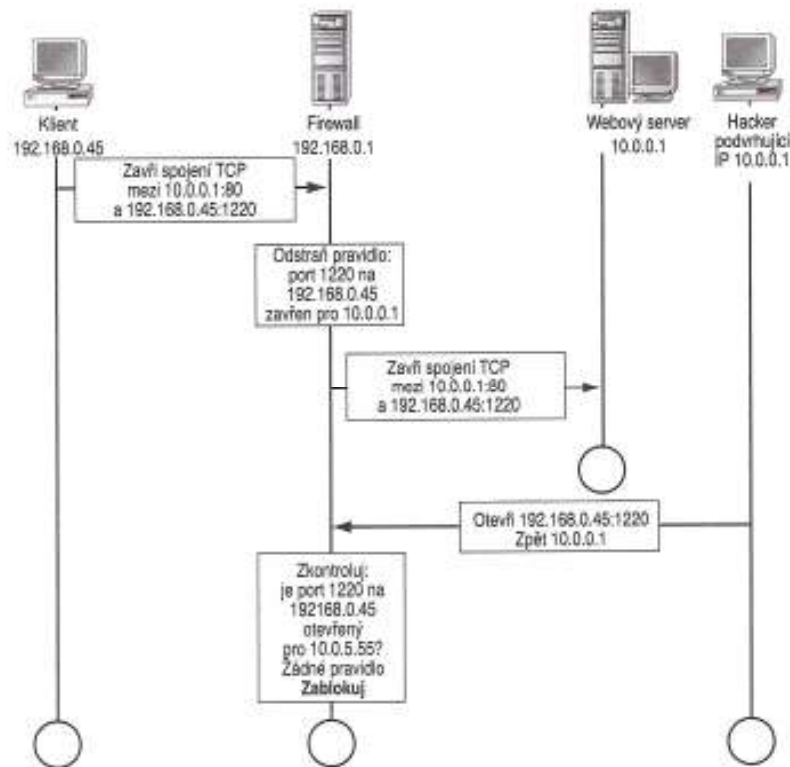 Klient
192.168.0.45
Firewall
192.168.0.1
Webový server
10.0.0.1
Hacker
podvrhující
IP 10.0.0.1
Zavři spojení TCP
mezi 10.0.0.1:80
a 192.168.0.45:1220
Odstraň pravidlo:
port 1220 na
192.168.0.45
zavřen pro 10.0.0.1
Zavři spojení TCP
mezi 10.0.0.1:80
a 192.168.0.45:1220
Otevři 192.168.0.45:1220
Zpět 10.0.0.1
Zkontroluj:
je port 1220 na
192168.0.45
otevřený
pro 10.0.5.55?
Žádné pravidlo
Zablokuj